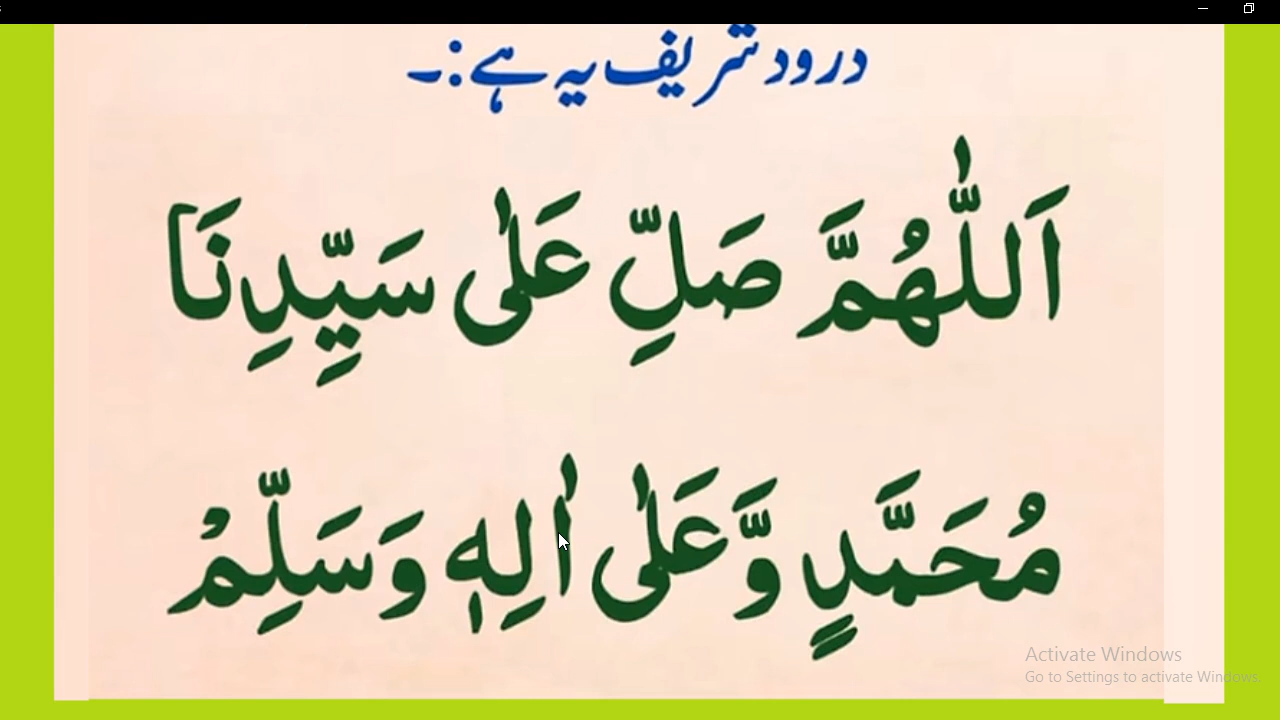 درود شریف یہ ہے:۔
اَللّٰهُمَّ صَلِّ عَلٰى سَيِّدِنَا
مُحَمَّدٍ وَّعَلٰى اٰلِهٖ وَسَلِّمْ
Activate Windows
Go to Settings to activate Windows.